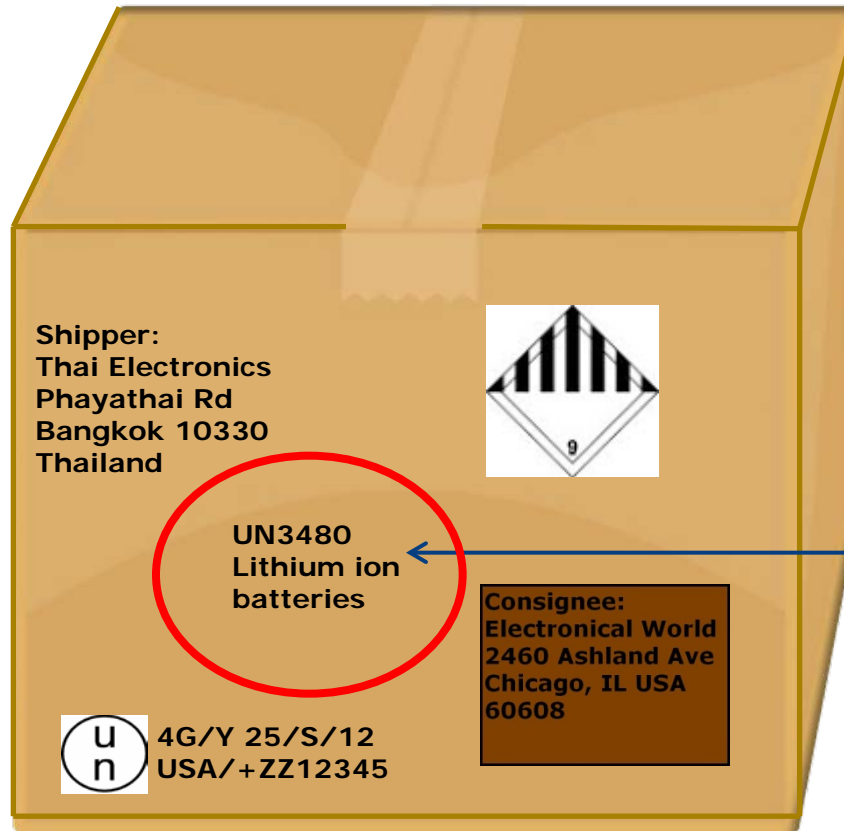 Shipper:
Thai Electronics
Phayathai Rd
Bangkok 10330
Thailand
9
UN3480
Lithium ion
batteries
Consignee:
Electronical World
2460 Ashland Ave
Chicago, IL USA
60608
u
n
4G/Y 25/S/12
USA/+ZZ12345